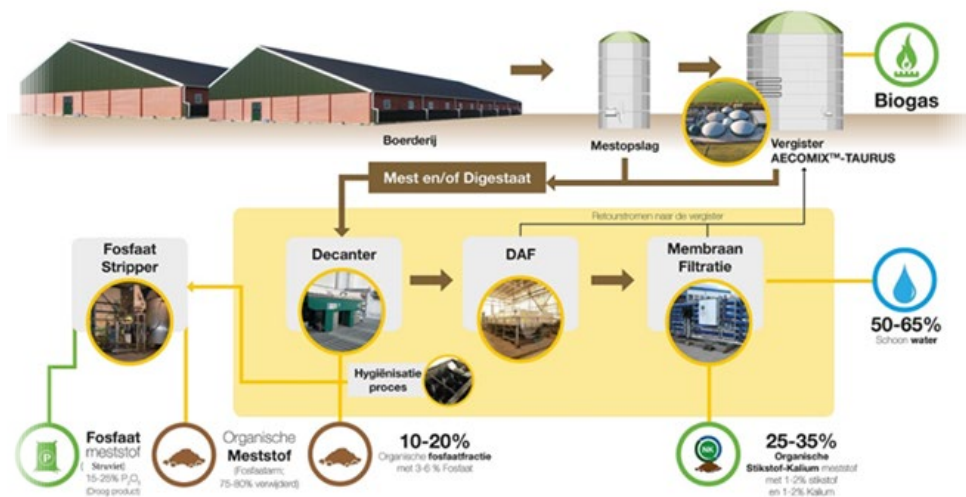 Boerderij
Mestopslag
Vergister
AECOMIX™-TAURUS
Biogas
Mest en/of Digestaat
Retourstromen naar de vergister
Fosfaat
Stripper
Decanter
DAF
Membraan
Filtratie
50-65%
Schoon water
Hygiënisatie
proces
Fosfaat
meststof
( Struviet)
15-25% P₂O₅
(Droog product)
P
Organische
Meststof
(Fosfaatarm;
75-80% verwijderd)
10-20%
Organische fosfaatfractie
met 3-6 % Fosfaat
NK
25-35%
Organische
Stikstof-Kalium meststof
met 1-2% stikstof
en 1-2% Kalium